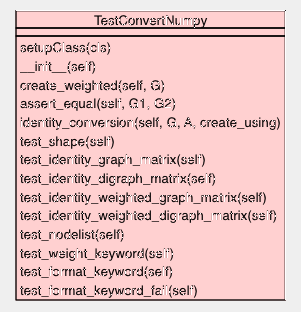 TestConvertNumpy
setupClass(cls)
__init__(self)
create_weighted(self, G)
assert_equal(self, G1, G2)
identity_conversion(self, G, A, create_using)
test_shape(self)
test_identity_graph_matrix(self)
test_identity_digraph_matrix(self)
test_identity_weighted_graph_matrix(self)
test_identity_weighted_digraph_matrix(self)
test_nodelist(self)
test_weight_keyword(self)
test_format_keyword(self)
test_format_keyword_fail(self)